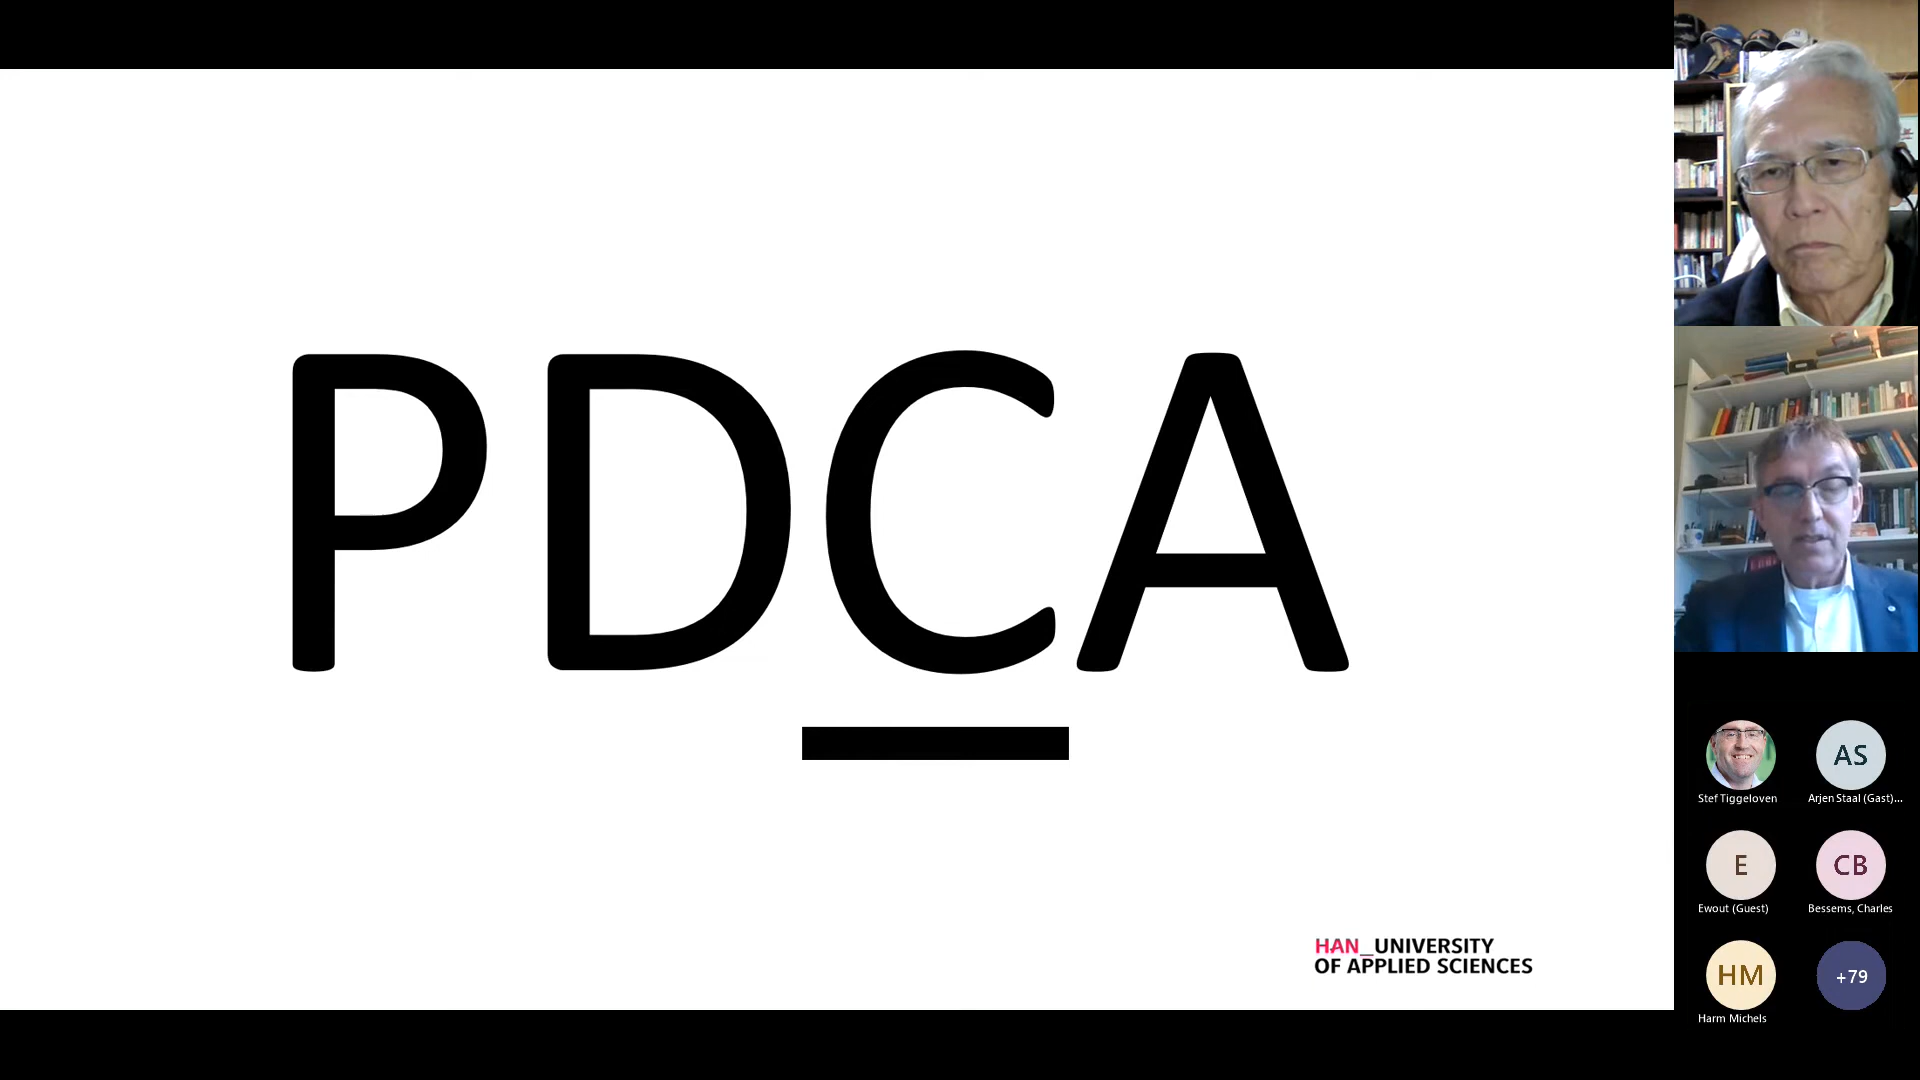 PDCA
HAN_UNIVERSITY
OF APPLIED SCIENCES
Stef Tiggeloven
AS
Arjen Staal (Gast)...
E
Ewout (Guest)
CB
Bessems, Charles
HM
Harm Michels
+79